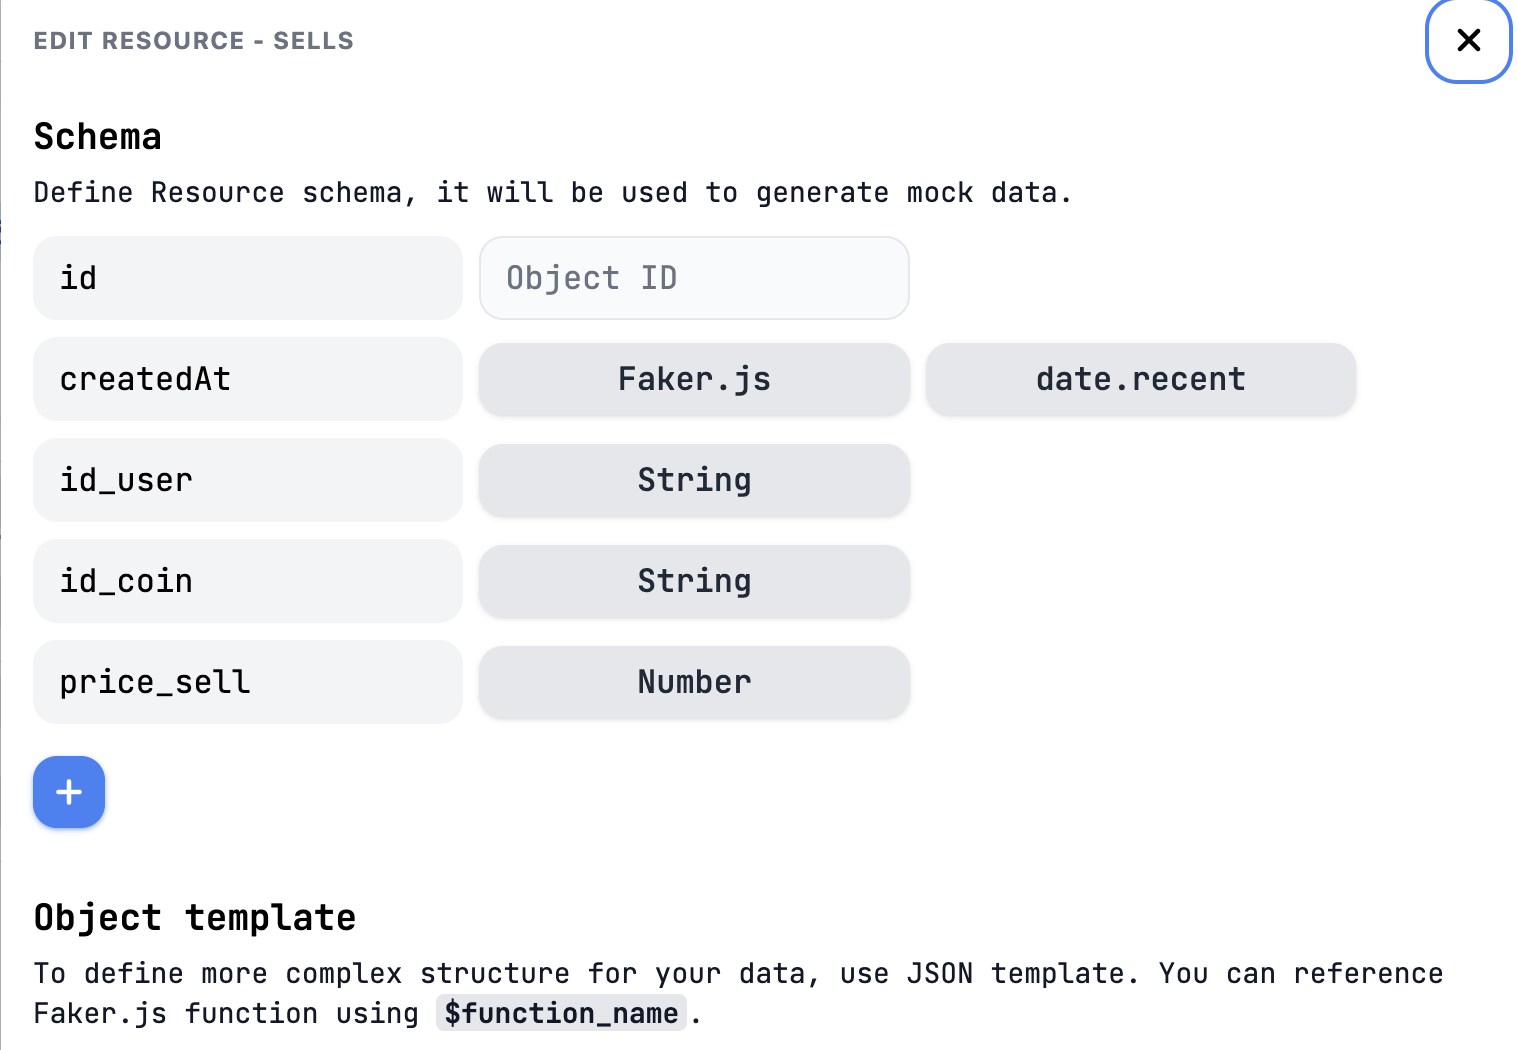 EDIT RESOURCE - SELLS
Schema
Define Resource schema, it will be used to generate mock data.
id Object ID
createdAt Faker.js date.recent
id_user String
id_coin String
price_sell Number
Object template
To define more complex structure for your data, use JSON template. You can reference
Faker.js function using $function_name.